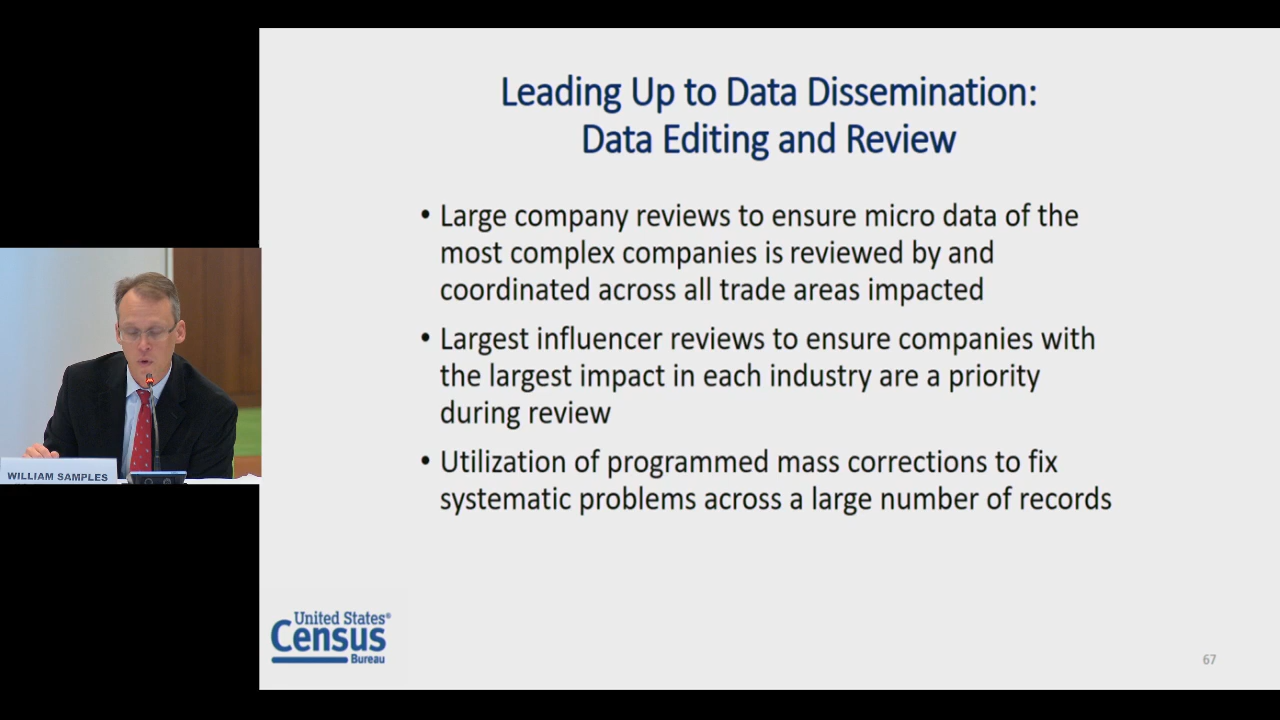 Leading Up to Data Dissemination:
Data Editing and Review
• Large company reviews to ensure micro data of the
most complex companies is reviewed by and
coordinated across all trade areas impacted
• Largest influencer reviews to ensure companies with
the largest impact in each industry are a priority
during review
• Utilization of programmed mass corrections to fix
systematic problems across a large number of records
WILLIAM SAMPLES
United States®
Census
Bureau
67